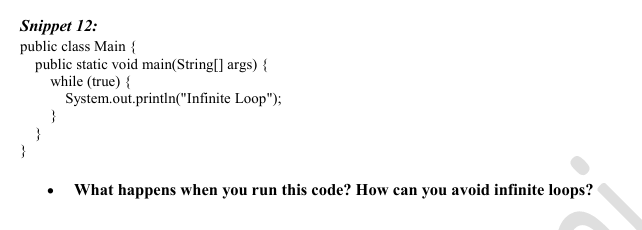 Snippet 12:
public class Main {
public static void main(String[] args) {
while (true) {
System.out.println("Infinite Loop");
}
}
}
• What happens when you run this code? How can you avoid infinite loops?